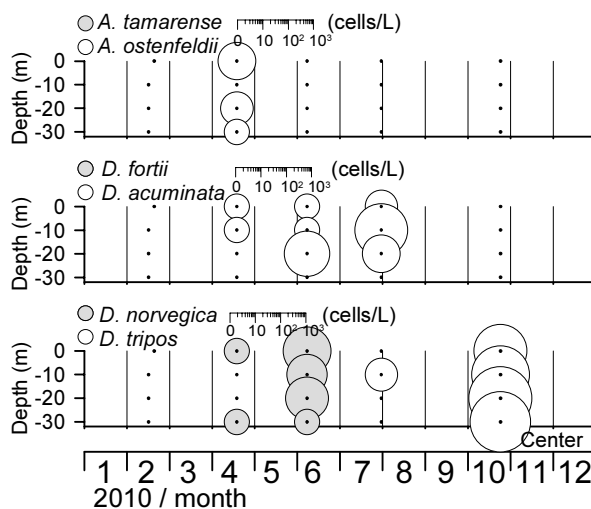 A. tamarense
A. ostenfeldii
0 10 10² 10³ (cells/L)
Depth (m)
0
-10
-20
-30
D. fortii
D. acuminata
0 10 10² 10³ (cells/L)
Depth (m)
0
-10
-20
-30
D. norvegica
D. tripos
0 10 10² 10³ (cells/L)
Depth (m)
0
-10
-20
-30
Center
1 2 3 4 5 6 7 8 9 10 11 12
2010 / month